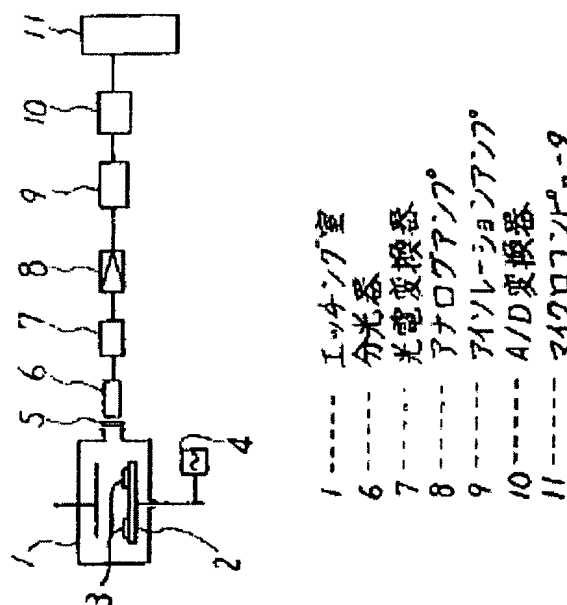 11
10
9
8
7
6
5
4
1
3
2
1 ----- エッチング室
6 ----- 分光器
7 ----- 光電変換器
8 ----- アナログアンプ
9 ----- アイソレーションアンプ
10 ----- A/D変換器
11 ----- マイクロコンピュータ